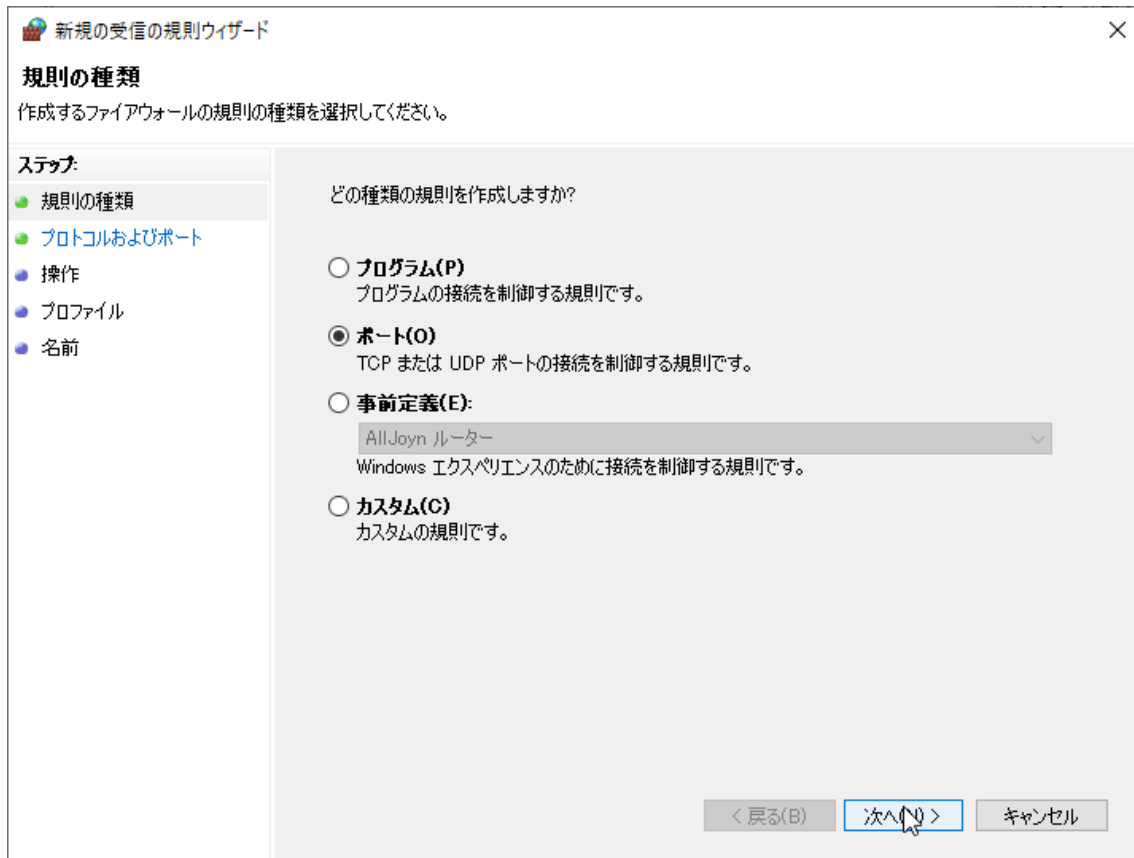 新規の受信の規則ウィザード
規則の種類
作成するファイアウォールの規則の種類を選択してください。
ステップ:
規則の種類
プロトコルおよびポート
操作
プロファイル
名前
どの種類の規則を作成しますか?
プログラム(P)
プログラムの接続を制御する規則です。
ポート(O)
TCP または UDP ポートの接続を制御する規則です。
事前定義(E):
AllJoyn ルーター
Windows エクスペリエンスのために接続を制御する規則です。
カスタム(C)
カスタムの規則です。
< 戻る(B)
次へ(N) >
キャンセル